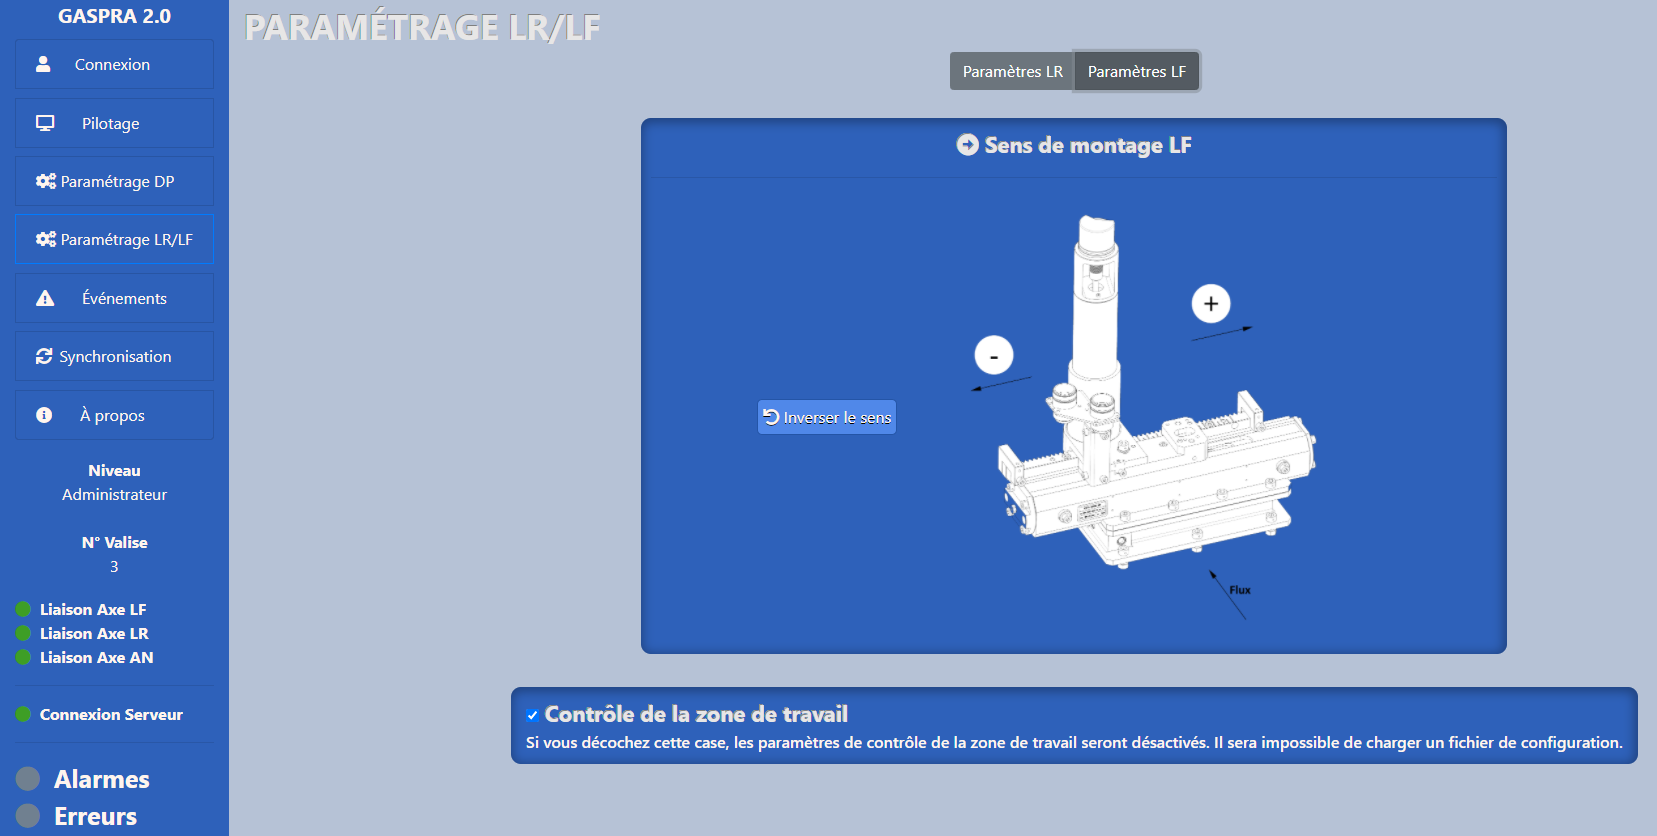 GASPRA 2.0
Connexion
Pilotage
Paramétrage DP
Paramétrage LR/LF
Événements
Synchronisation
À propos
Niveau
Administrateur
N° Valise
3
Liaison Axe LF
Liaison Axe LR
Liaison Axe AN
Connexion Serveur
Alarmes
Erreurs
PARAMÉTRAGE LR/LF
Paramètres LR Paramètres LF
Sens de montage LF
+
-
Inverser le sens
Flux
Contrôle de la zone de travail
Si vous décochez cette case, les paramètres de contrôle de la zone de travail seront désactivés. Il sera impossible de charger un fichier de configuration.